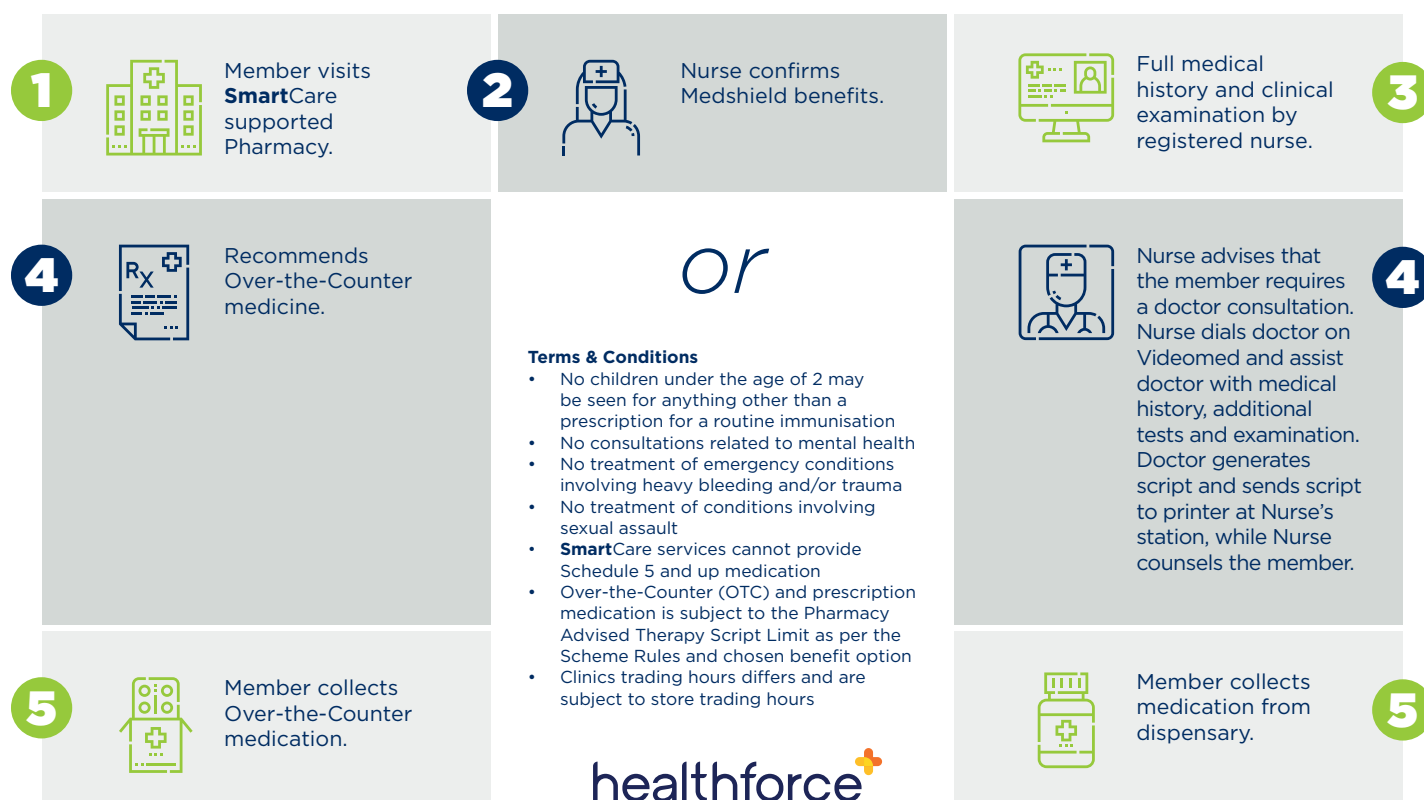 1
Member visits
SmartCare
supported
Pharmacy.
2
Nurse confirms
Medshield benefits.
3
Full medical
history and clinical
examination by
registered nurse.
4
Rx
Recommends
Over-the-Counter
medicine.
or
4
Nurse advises that
the member requires
a doctor consultation.
Nurse dials doctor on
Videomed and assist
doctor with medical
history, additional
tests and examination.
Doctor generates
script and sends script
to printer at Nurse's
station, while Nurse
counsels the member.
Terms & Conditions
• No children under the age of 2 may
be seen for anything other than a
prescription for a routine immunisation
• No consultations related to mental health
• No treatment of emergency conditions
involving heavy bleeding and/or trauma
• No treatment of conditions involving
sexual assault
• SmartCare services cannot provide
Schedule 5 and up medication
• Over-the-Counter (OTC) and prescription
medication is subject to the Pharmacy
Advised Therapy Script Limit as per the
Scheme Rules and chosen benefit option
• Clinics trading hours differs and are
subject to store trading hours
5
Member collects
Over-the-Counter
medication.
5
Member collects
medication from
dispensary.
healthforce